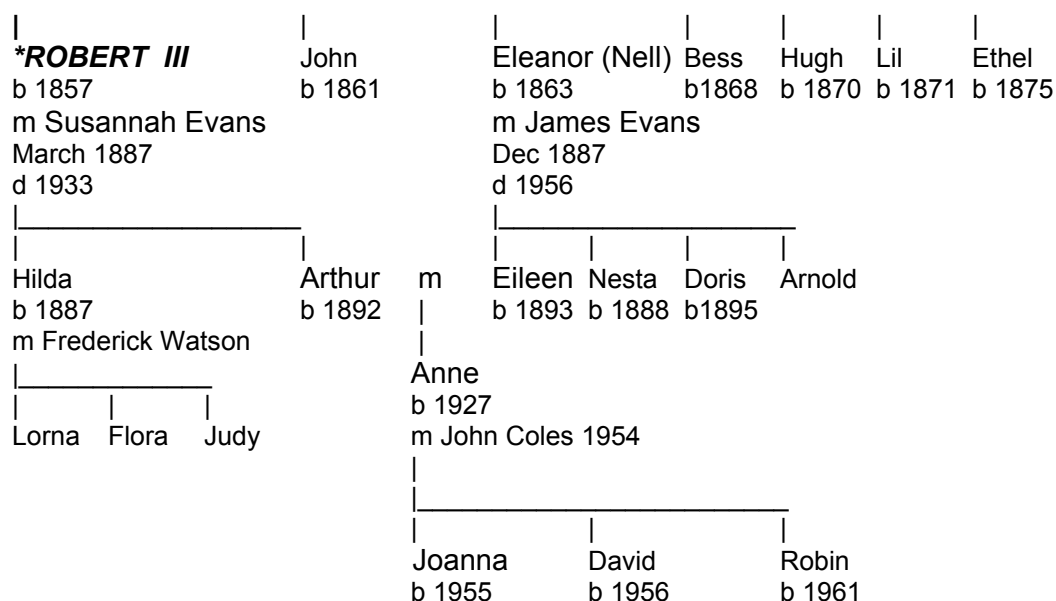 *ROBERT III John Eleanor (Nell) Bess Hugh Lil Ethel
b 1857 b 1861 b 1863 b1868 b 1870 b 1871 b 1875
m Susannah Evans m James Evans
March 1887 Dec 1887
d 1933 d 1956
Hilda Arthur m Eileen Nesta Doris Arnold
b 1887 b 1892 b 1893 b 1888 b1895
m Frederick Watson
Anne
b 1927
Lorna Flora Judy m John Coles 1954
Joanna David Robin
b 1955 b 1956 b 1961